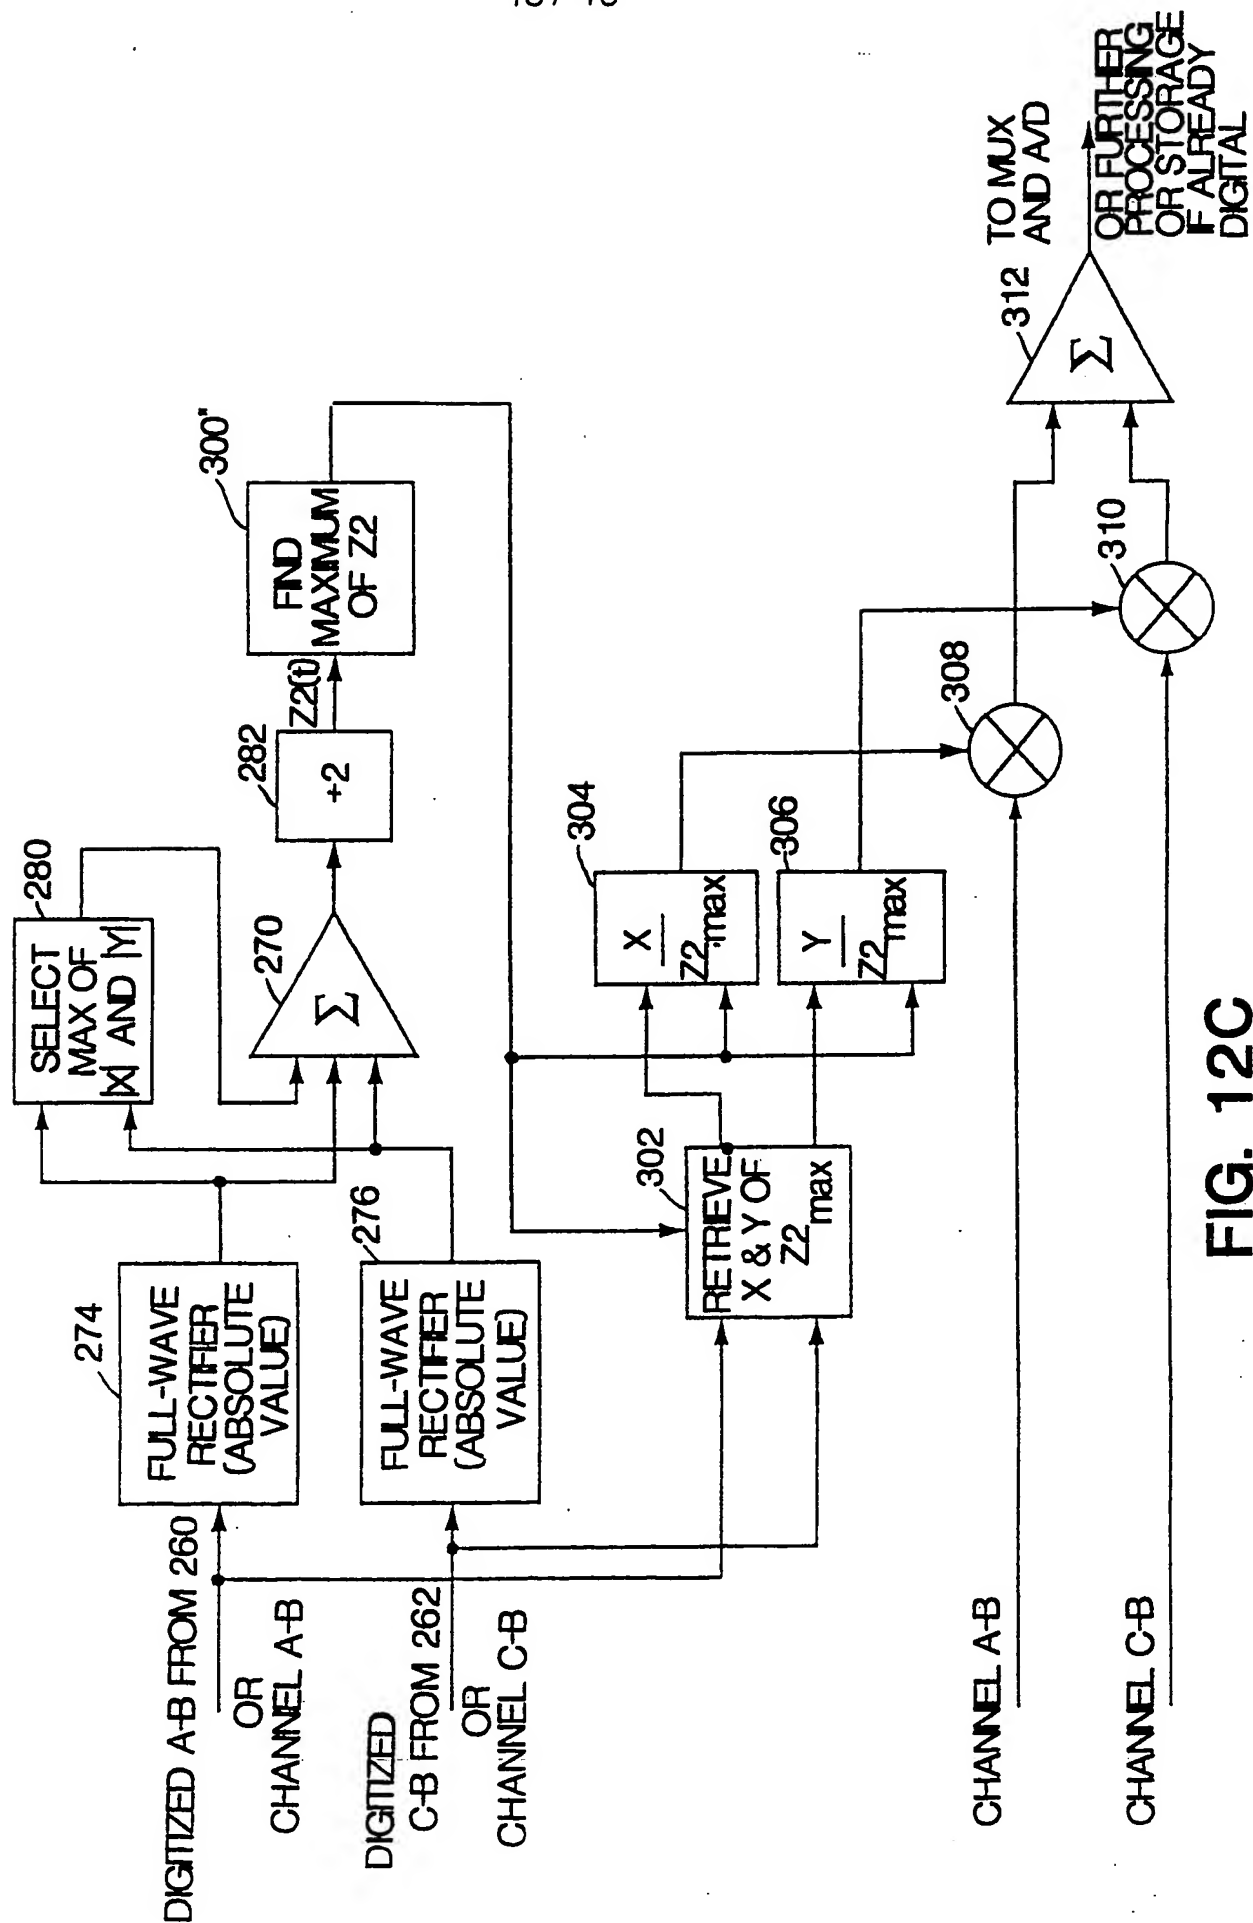 DIGITIZED A-B FROM 260
OR
CHANNEL A-B
274
FULL-WAVE
RECTIFIER
(ABSOLUTE
VALUE)
DIGITIZED
C-B FROM 262
OR
CHANNEL C-B
276
FULL-WAVE
RECTIFIER
(ABSOLUTE
VALUE)
280
SELECT
MAX OF
|X| AND |Y|
270
Σ
282
+2
Z2(t)
300"
FIND
MAXIMUM
OF Z2
302
RETRIEVE
X & Y OF
Z2max
304
X
Z2max
306
Y
Z2max
308
310
CHANNEL A-B
CHANNEL C-B
312
Σ
TO MUX
AND A/D
OR FURTHER
PROCESSING
OR STORAGE
IF ALREADY
DIGITAL
FIG. 12C